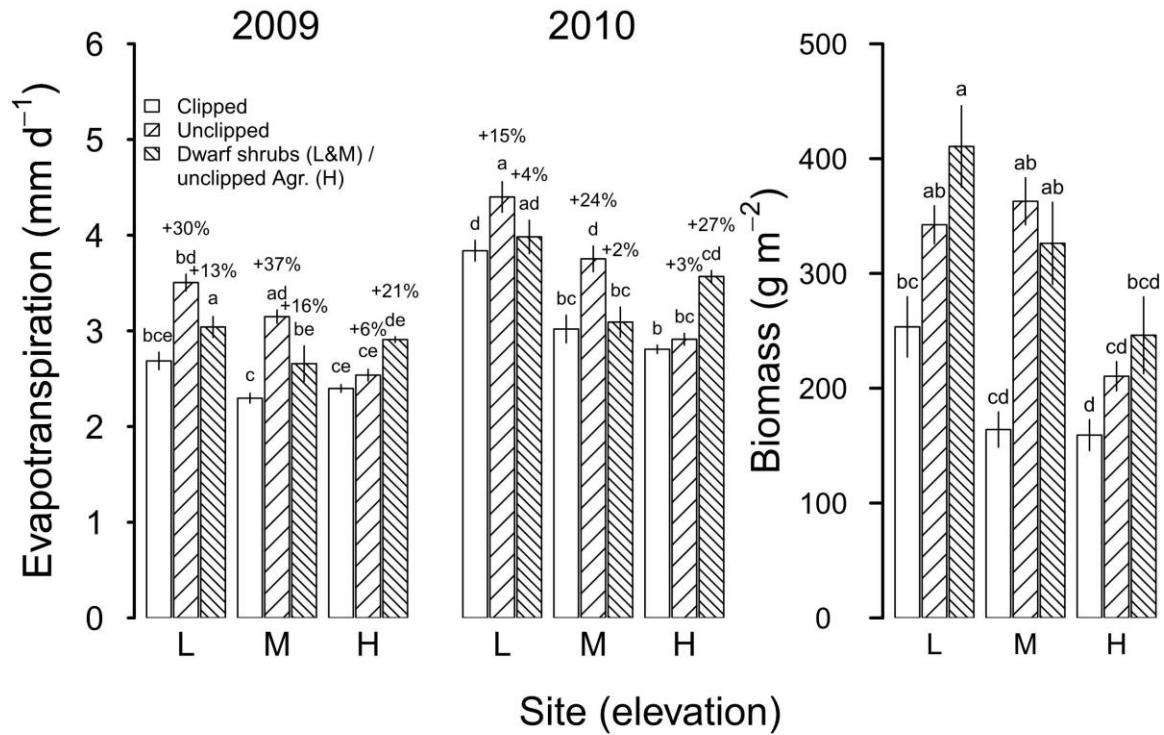 2009
2010
Evapotranspiration (mm d−1)
6
5
4
3
2
1
0
Clipped
Unclipped
Dwarf shrubs (L&M) /
unclipped Agr. (H)
+30%
bd
+13%
bce
a
+37%
ad
+16%
c
be
+21%
+6%
de
ce
ce
L
M
H
+15%
a
+4%
d
ad
+24%
d
+2%
bc
bc
+27%
cd
+3%
b
bc
L
M
H
Biomass (g m−2)
500
400
300
200
100
0
bc
ab
a
cd
ab
ab
d
cd
bcd
L
M
H
Site (elevation)